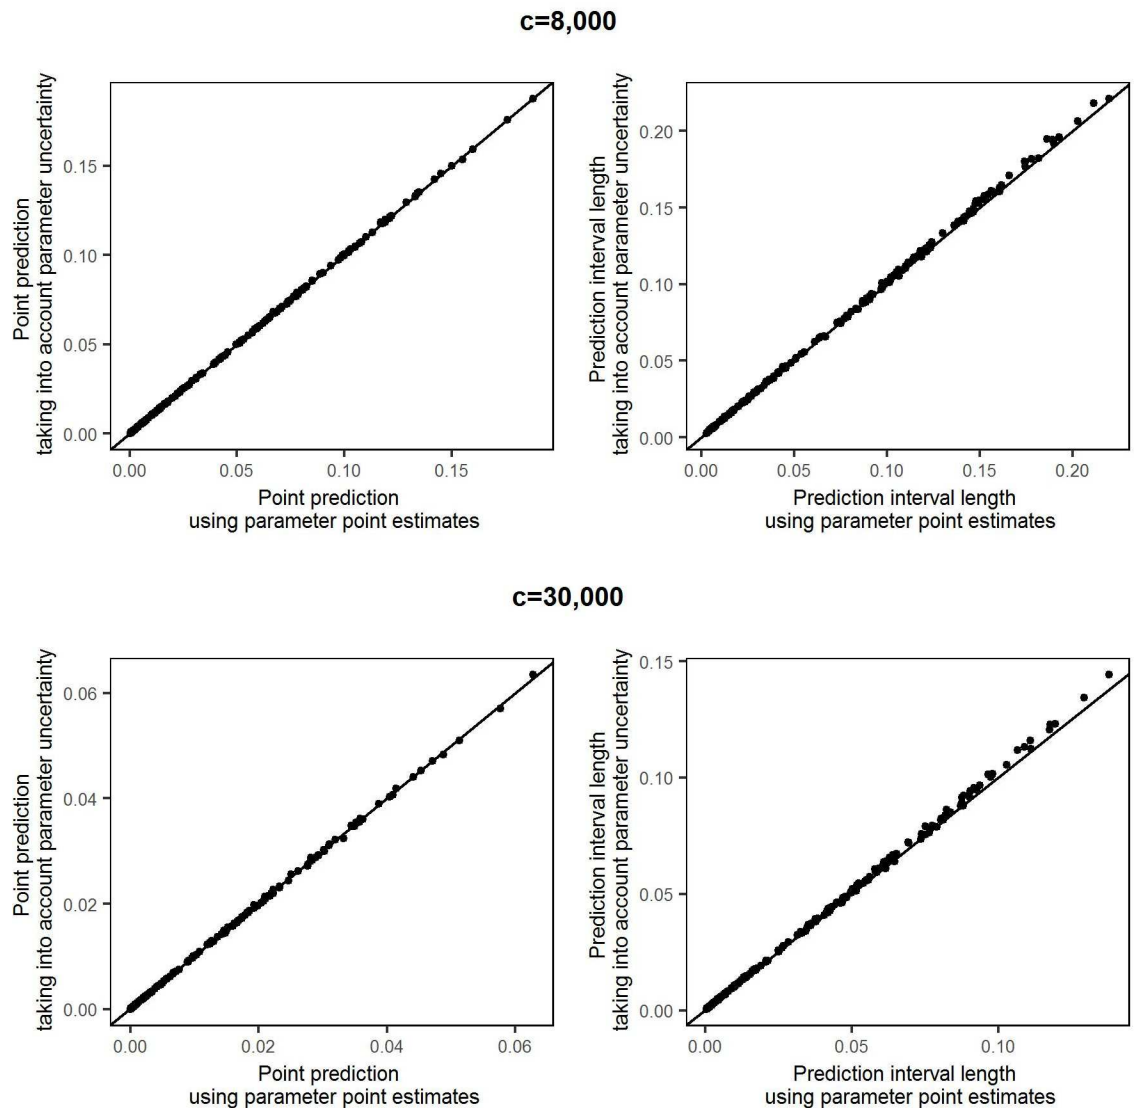 c=8,000
Point prediction
taking into account parameter uncertainty
0.15
0.10
0.05
0.00
0.00 0.05 0.10 0.15
Point prediction
using parameter point estimates
Prediction interval length
taking into account parameter uncertainty
0.20
0.15
0.10
0.05
0.00
0.00 0.05 0.10 0.15 0.20
Prediction interval length
using parameter point estimates
c=30,000
Point prediction
taking into account parameter uncertainty
0.06
0.04
0.02
0.00
0.00 0.02 0.04 0.06
Point prediction
using parameter point estimates
Prediction interval length
taking into account parameter uncertainty
0.15
0.10
0.05
0.00
0.00 0.05 0.10
Prediction interval length
using parameter point estimates